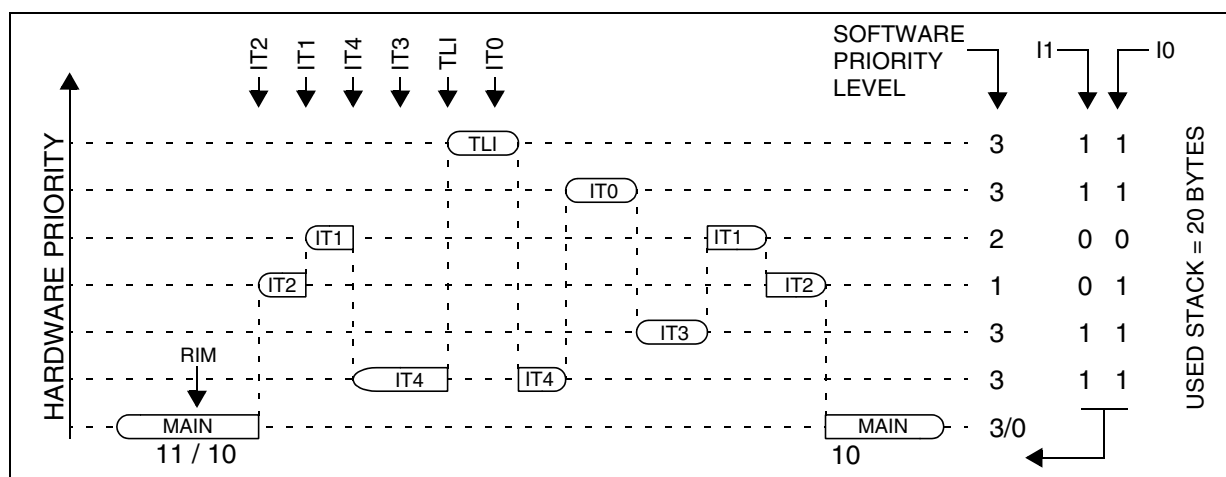 IT2 IT1 IT4 IT3 TLI IT0
SOFTWARE
PRIORITY
LEVEL
I1 I0
HARDWARE PRIORITY
USED STACK = 20 BYTES
TLI 3 1 1
IT0 3 1 1
IT1 IT1 2 0 0
IT2 IT2 1 0 1
IT3 3 1 1
RIM
IT4 IT4 3 1 1
MAIN MAIN 3/0
11 / 10 10